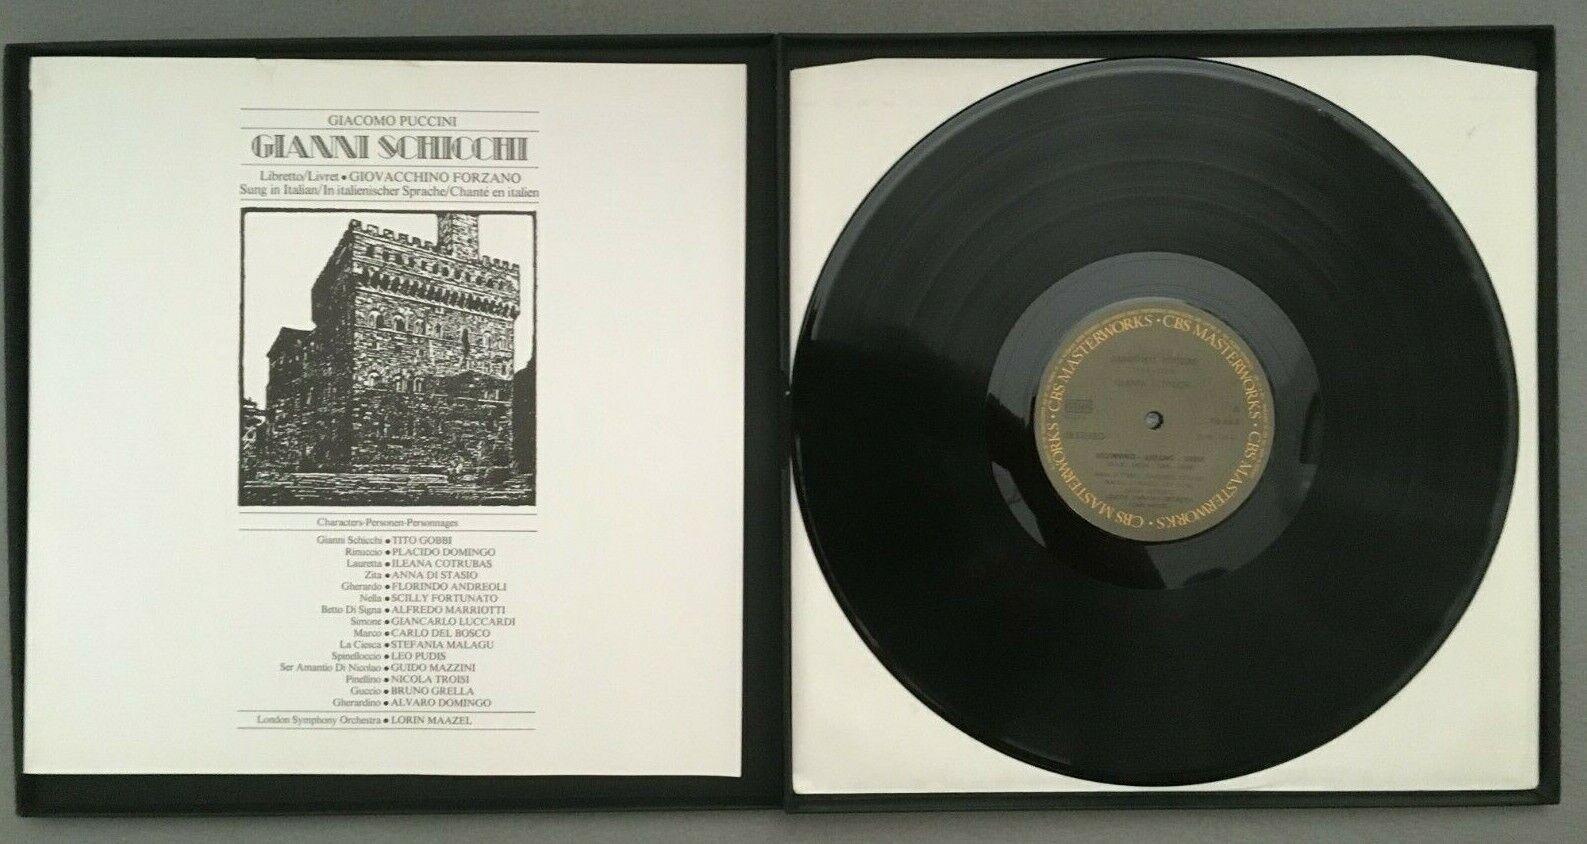 GIACOMO PUCCINI
GIANNI SCHICCHI
Libretto/Livret • GIOVACCHINO FORZANO
Sung in Italian/In italienischer Sprache/Chanté en italien
Characters-Personen-Personnages
Gianni Schicchi • TITO GOBBI
Rinuccio • PLACIDO DOMINGO
Lauretta • ILEANA COTRUBAS
Zita • ANNA DI STASIO
Gherardo • FLORINDO ANDREOLI
Nella • SCILLY FORTUNATO
Betto Di Signa • ALFREDO MARRIOTTI
Simone • GIANCARLO LUCCARDI
Marco • CARLO DEL BOSCO
La Ciesca • STEFANIA MALAGU
Spinelloccio • LEO PUDIS
Ser Amantio Di Nicolao • GUIDO MAZZINI
Pinellino • NICOLA TROISI
Guccio • BRUNO GRELLA
Gherardino • ALVARO DOMINGO
London Symphony Orchestra • LORIN MAAZEL
CBS MASTERWORKS • CBS MASTERWORKS • CBS MASTERWORKS • CBS MASTERWORKS •
GIANNI SCHICCHI